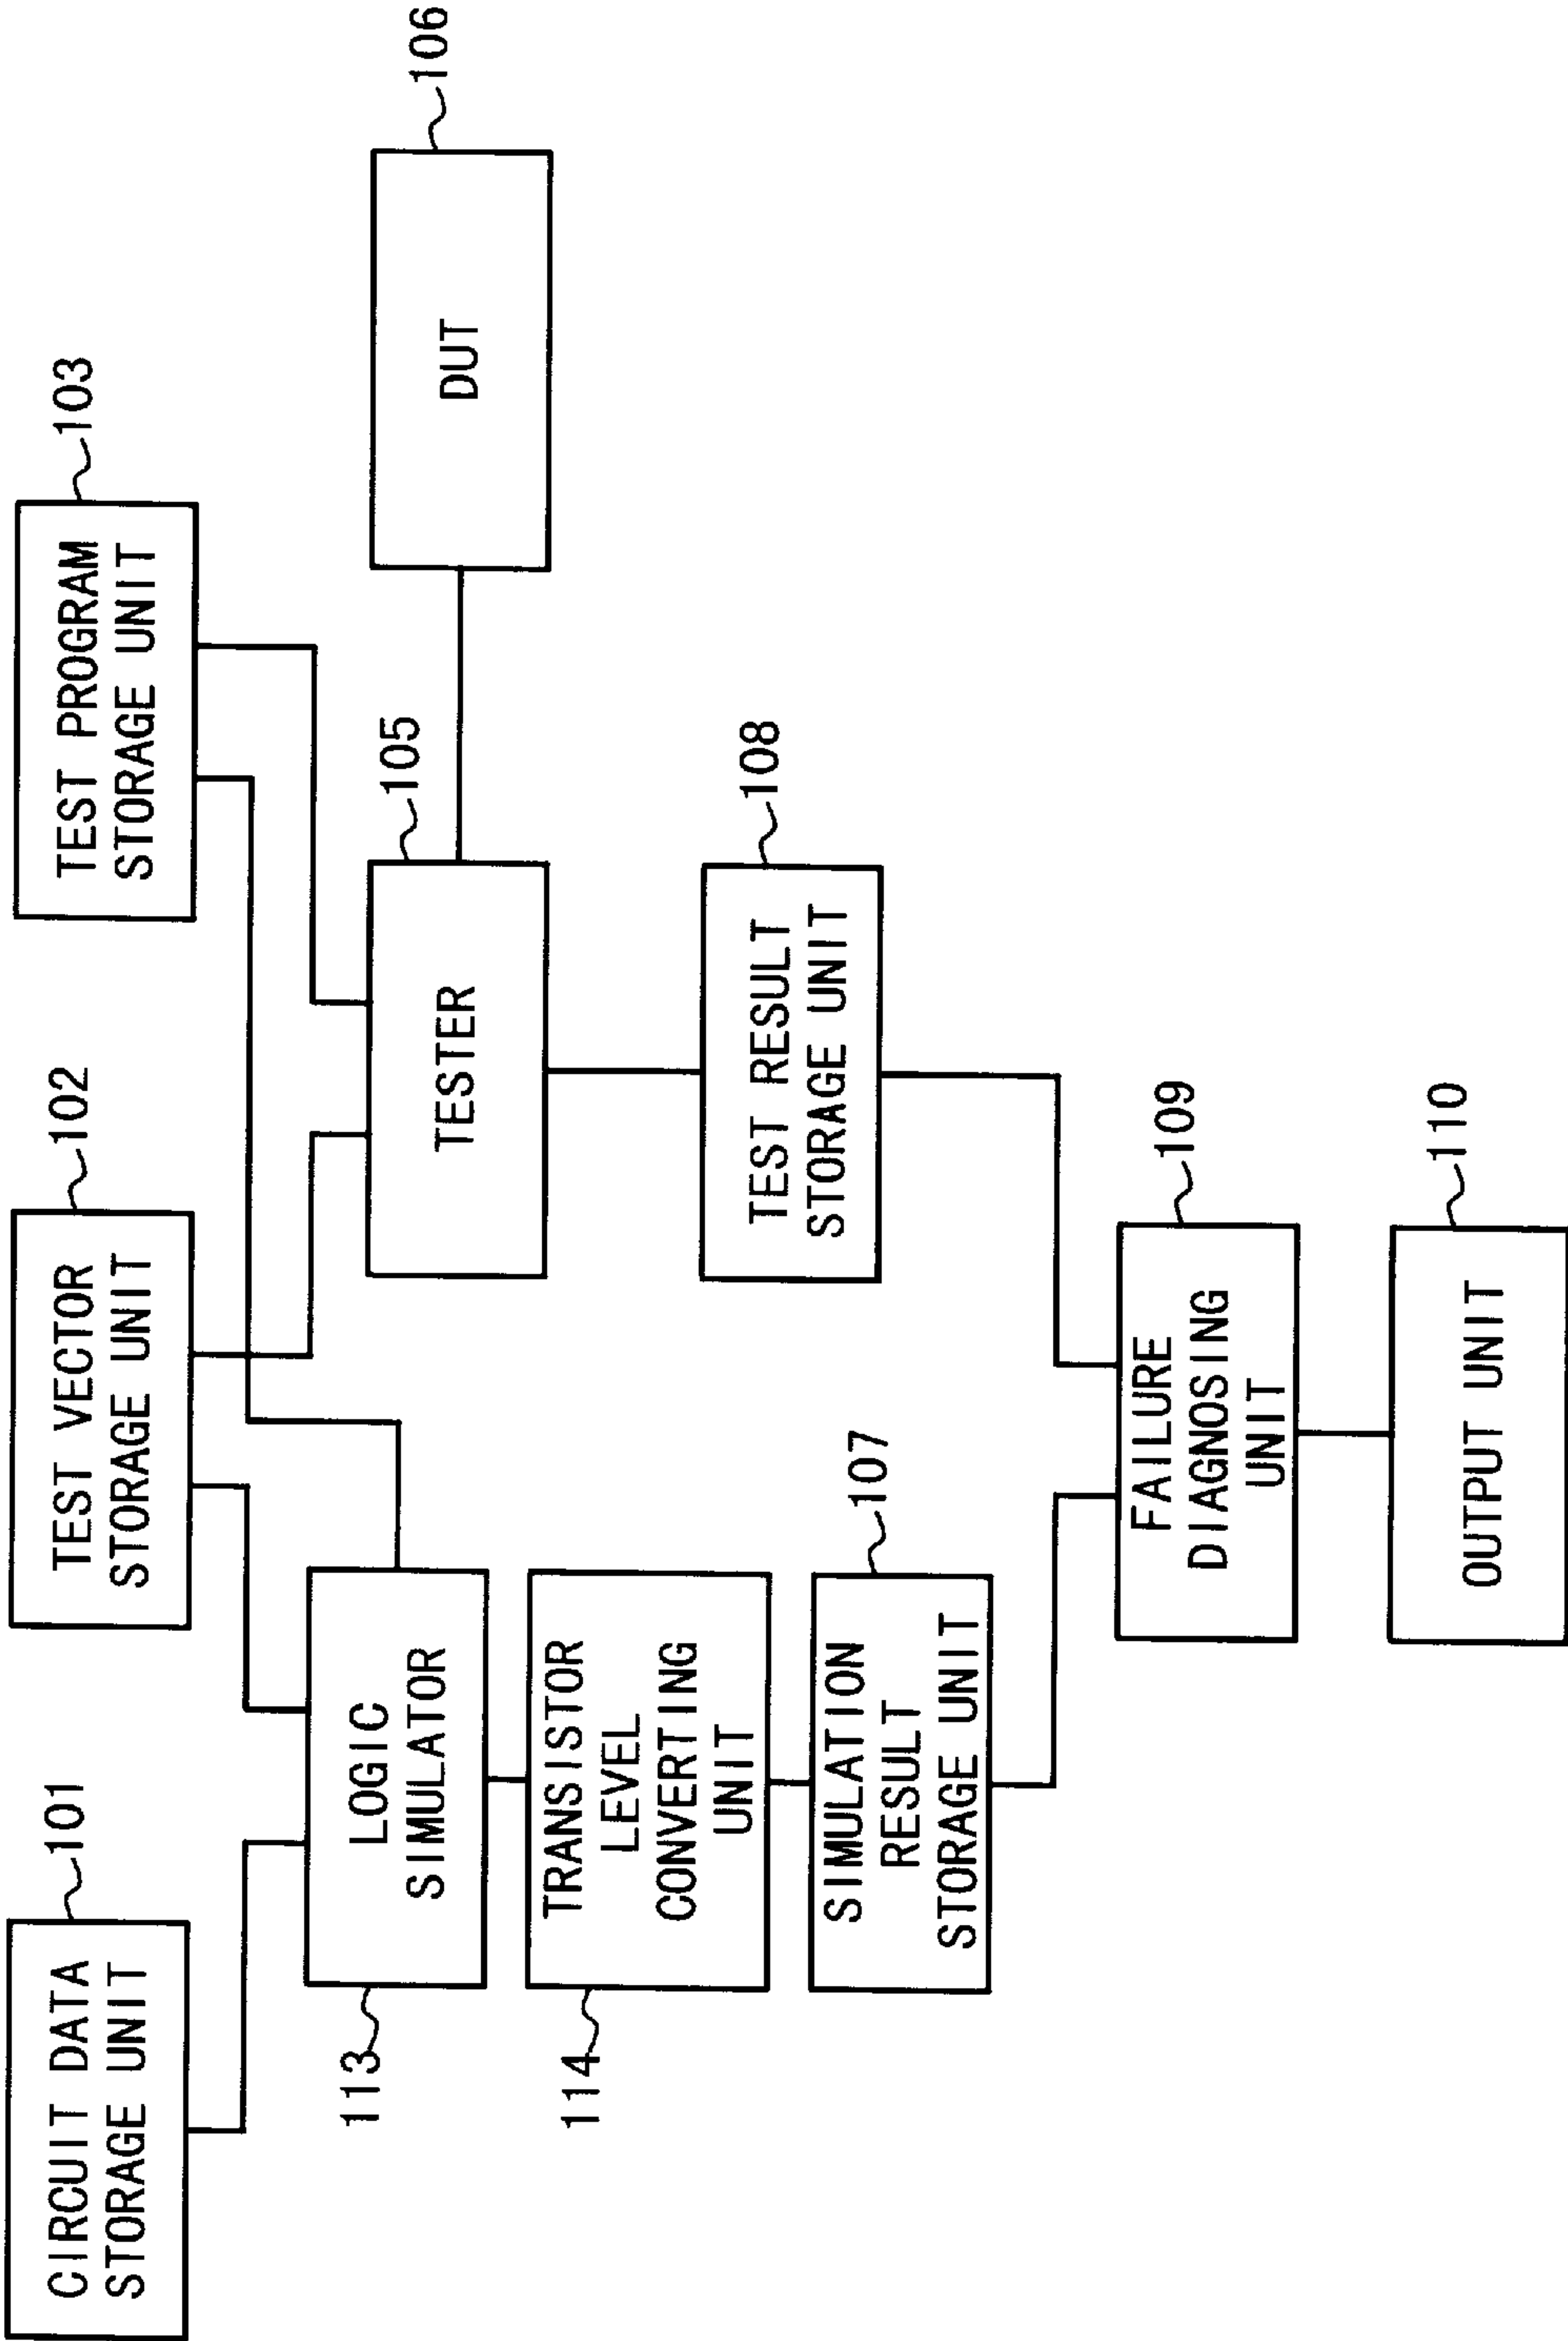 101
CIRCUIT DATA
STORAGE UNIT
102
TEST VECTOR
STORAGE UNIT
103
TEST PROGRAM
STORAGE UNIT
113
LOGIC
SIMULATOR
105
TESTER
106
DUT
114
TRANSISTOR
LEVEL
CONVERTING
UNIT
107
SIMULATION
RESULT
STORAGE UNIT
108
TEST RESULT
STORAGE UNIT
109
FAILURE
DIAGNOSING
UNIT
110
OUTPUT UNIT